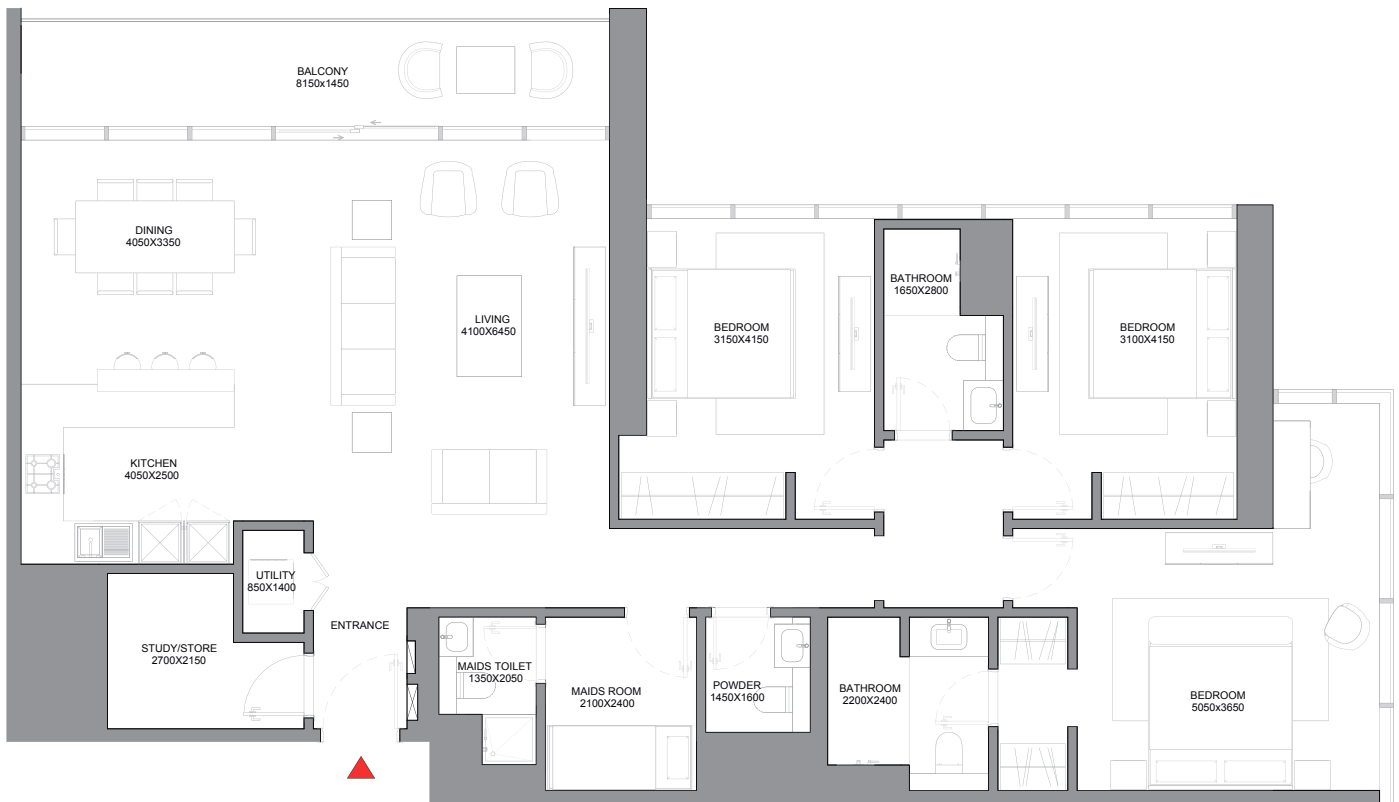 BALCONY
8150x1450
DINING
4050X3350
LIVING
4100X6450
BEDROOM
3150X4150
BATHROOM
1650X2800
BEDROOM
3100X4150
KITCHEN
4050X2500
UTILITY
850X1400
ENTRANCE
STUDY/STORE
2700X2150
MAIDS TOILET
1350X2050
MAIDS ROOM
2100X2400
POWDER
1450X1600
BATHROOM
2200X2400
BEDROOM
5050x3650